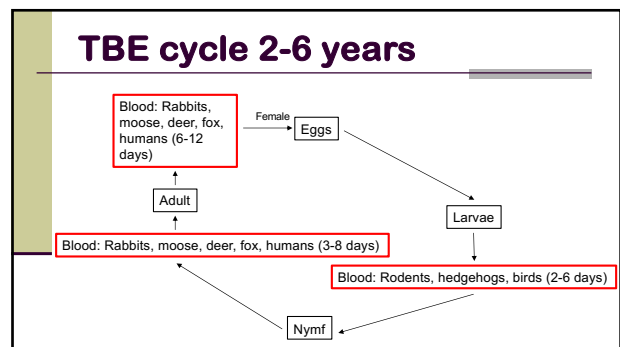 TBE cycle 2-6 years
Blood: Rabbits,
moose, deer, fox,
humans (6-12
days)
Female
Eggs
Adult
Larvae
Blood: Rabbits, moose, deer, fox, humans (3-8 days)
Blood: Rodents, hedgehogs, birds (2-6 days)
Nymf